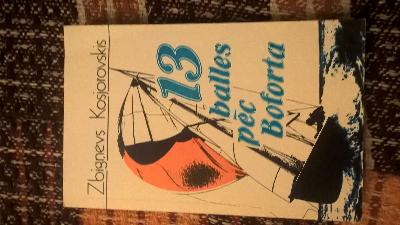 Zbigņevs Kosjorovskis
13
balles
pēc
Boforta